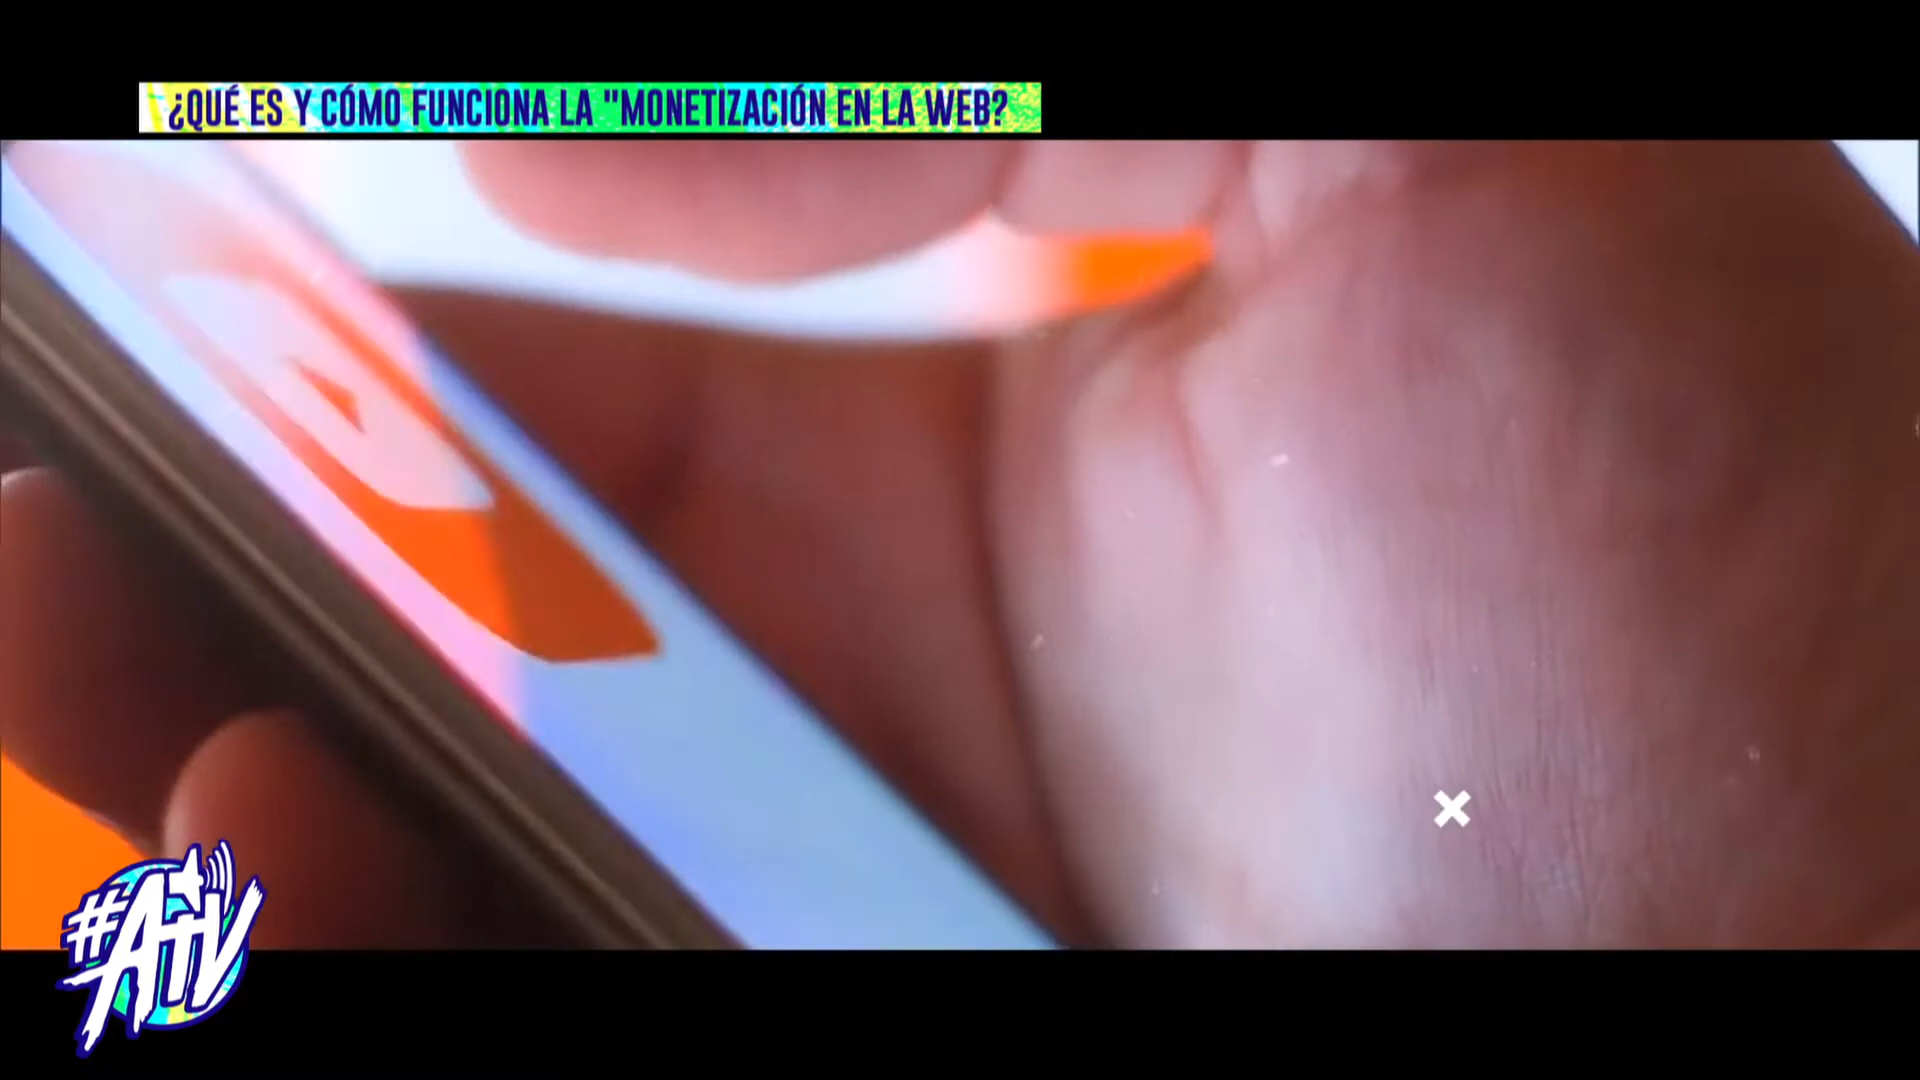 ¿QUÉ ES Y CÓMO FUNCIONA LA "MONETIZACIÓN EN LA WEB?
#AtV